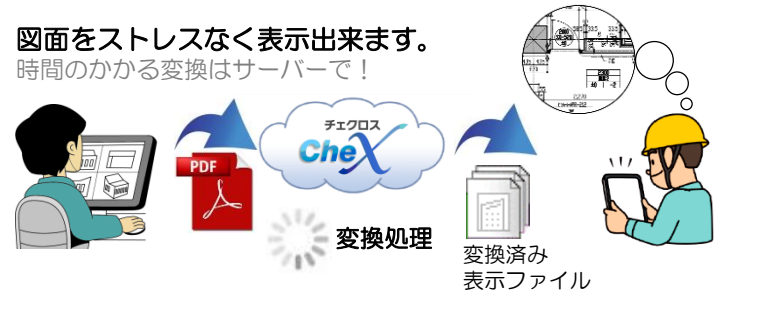 図面をストレスなく表示出来ます。
時間のかかる変換はサーバーで！
PDF
チェクロス
CheX
変換処理
変換済み
表示ファイル